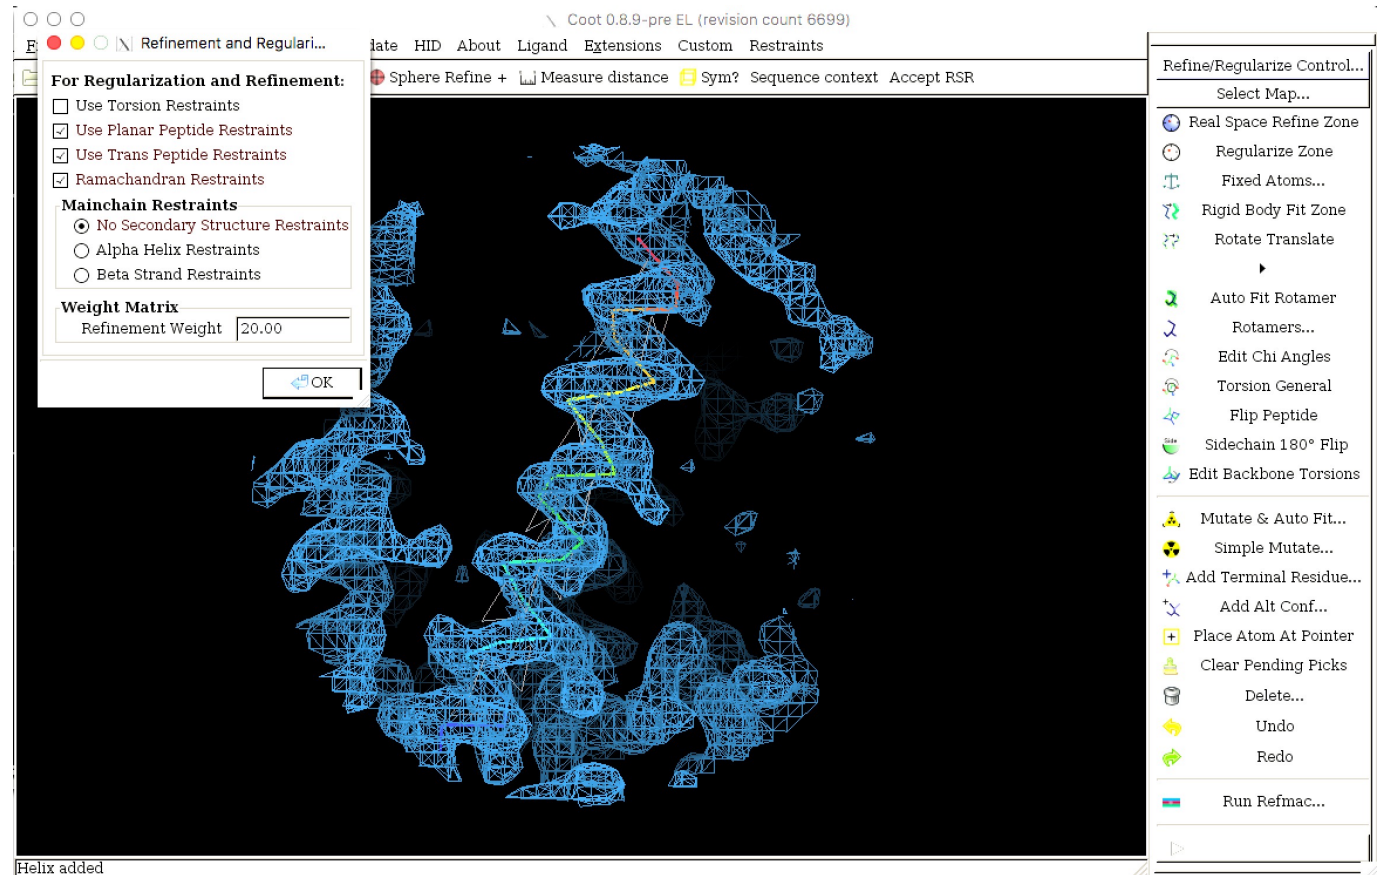 Coot 0.8.9-pre EL (revision count 6699)
Refinement and Regulari...
HID About Ligand Extensions Custom Restraints
Sphere Refine + Measure distance Sym? Sequence context Accept RSR
For Regularization and Refinement:
Use Torsion Restraints
Use Planar Peptide Restraints
Use Trans Peptide Restraints
Ramachandran Restraints
Mainchain Restraints
No Secondary Structure Restraints
Alpha Helix Restraints
Beta Strand Restraints
Weight Matrix
Refinement Weight 20.00
OK
Refine/Regularize Control...
Select Map...
Real Space Refine Zone
Regularize Zone
Fixed Atoms...
Rigid Body Fit Zone
Rotate Translate
Auto Fit Rotamer
Rotamers...
Edit Chi Angles
Torsion General
Flip Peptide
Side
Sidechain 180° Flip
Edit Backbone Torsions
Mutate & Auto Fit...
Simple Mutate...
Add Terminal Residue...
Add Alt Conf...
Place Atom At Pointer
Clear Pending Picks
Delete...
Undo
Redo
Run Refmac...
Helix added